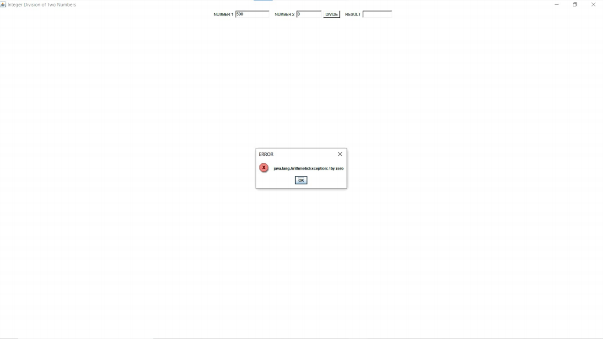 Integer Division of Two Numbers
NUMBER 1 NUMBER 2 0 DIVIDE RESULT
ERROR
java.lang.ArithmeticException: / by zero
OK